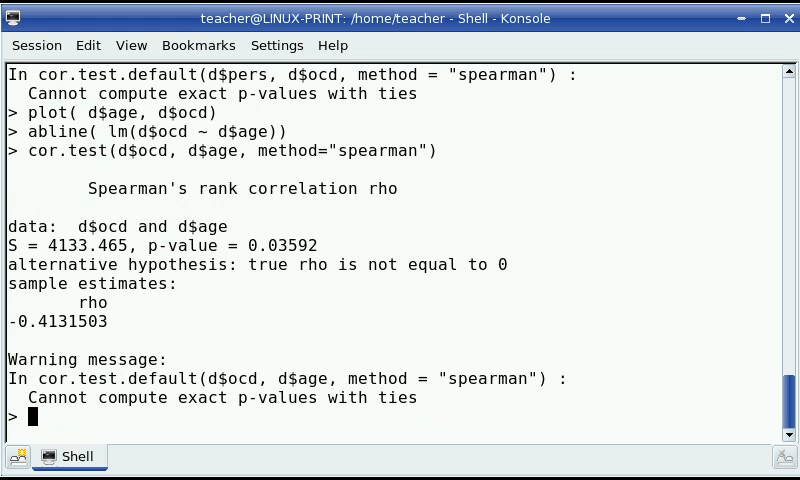 teacher@LINUX-PRINT: /home/teacher - Shell - Konsole
Session Edit View Bookmarks Settings Help
In cor.test.default(d$pers, d$ocd, method = "spearman") :
  Cannot compute exact p-values with ties
> plot( d$age, d$ocd)
> abline( lm(d$ocd ~ d$age))
> cor.test(d$ocd, d$age, method="spearman")
        Spearman's rank correlation rho
data:  d$ocd and d$age
S = 4133.465, p-value = 0.03592
alternative hypothesis: true rho is not equal to 0
sample estimates:
       rho
-0.4131503
Warning message:
In cor.test.default(d$ocd, d$age, method = "spearman") :
  Cannot compute exact p-values with ties
>
Shell